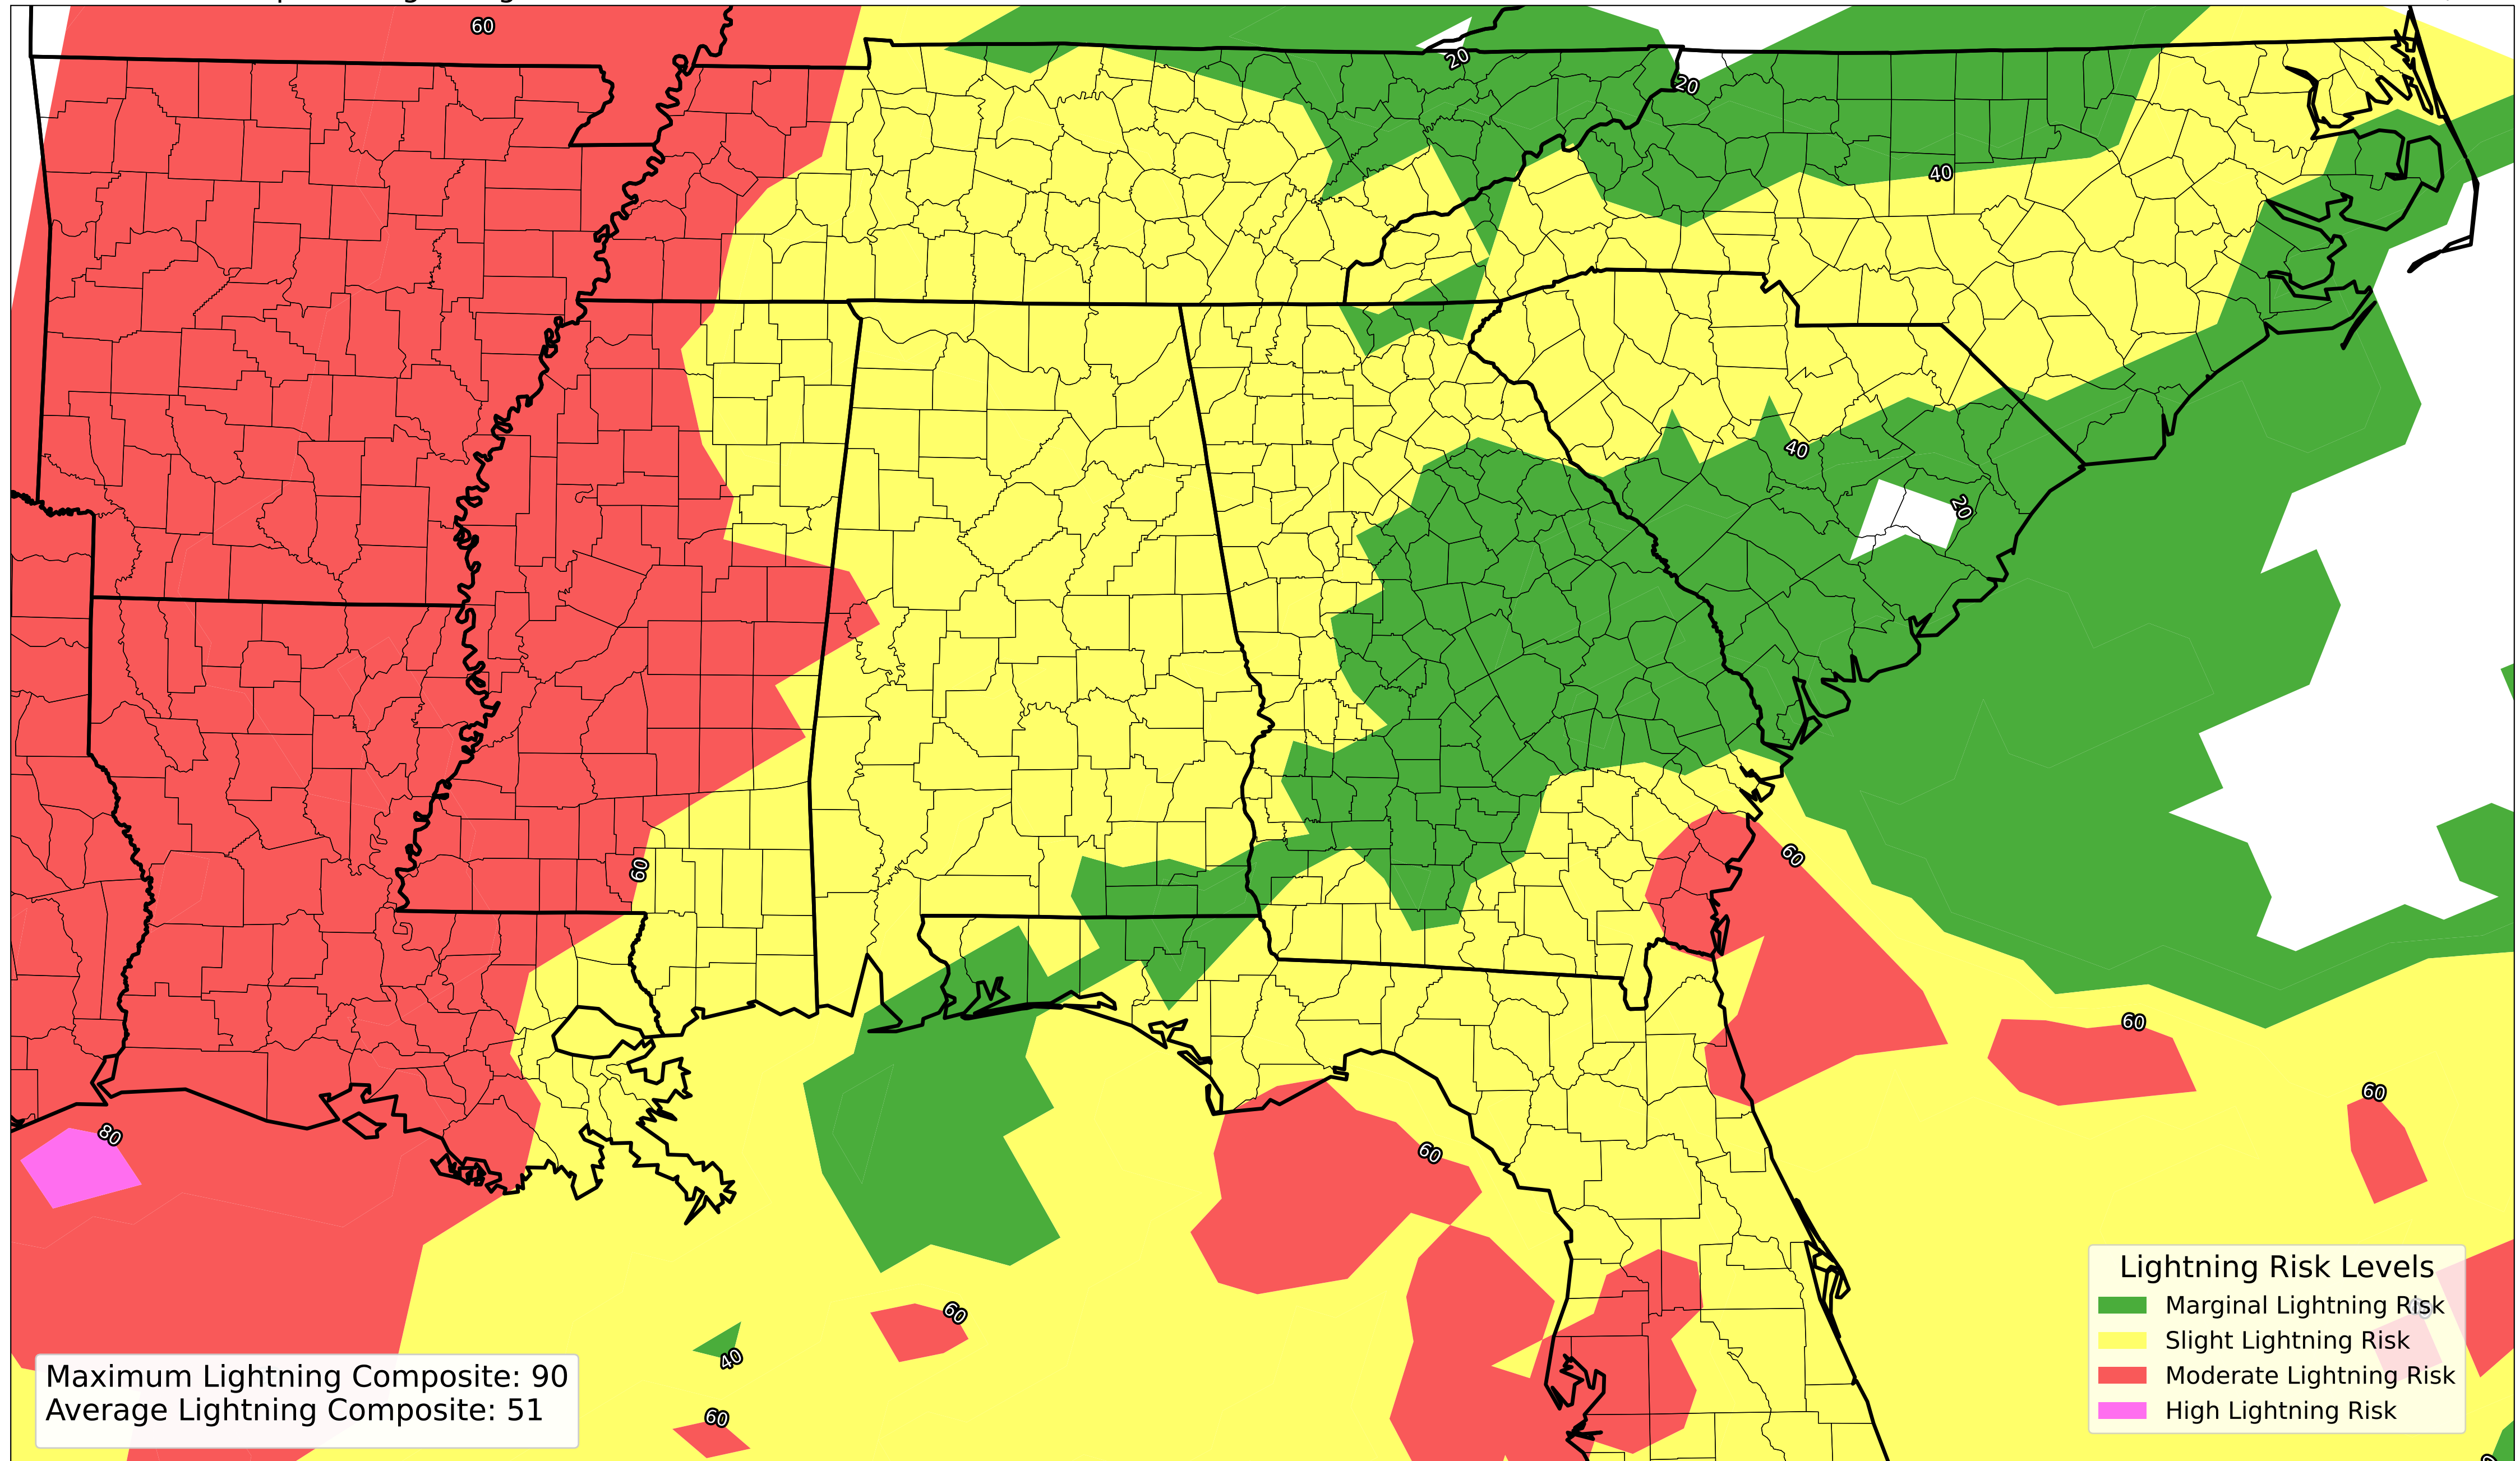 60
20
20
40
40
20
60
60
60
60
80
60
60
40
60
Lightning Risk Levels
Marginal Lightning Risk
Slight Lightning Risk
Moderate Lightning Risk
High Lightning Risk
Maximum Lightning Composite: 90
Average Lightning Composite: 51